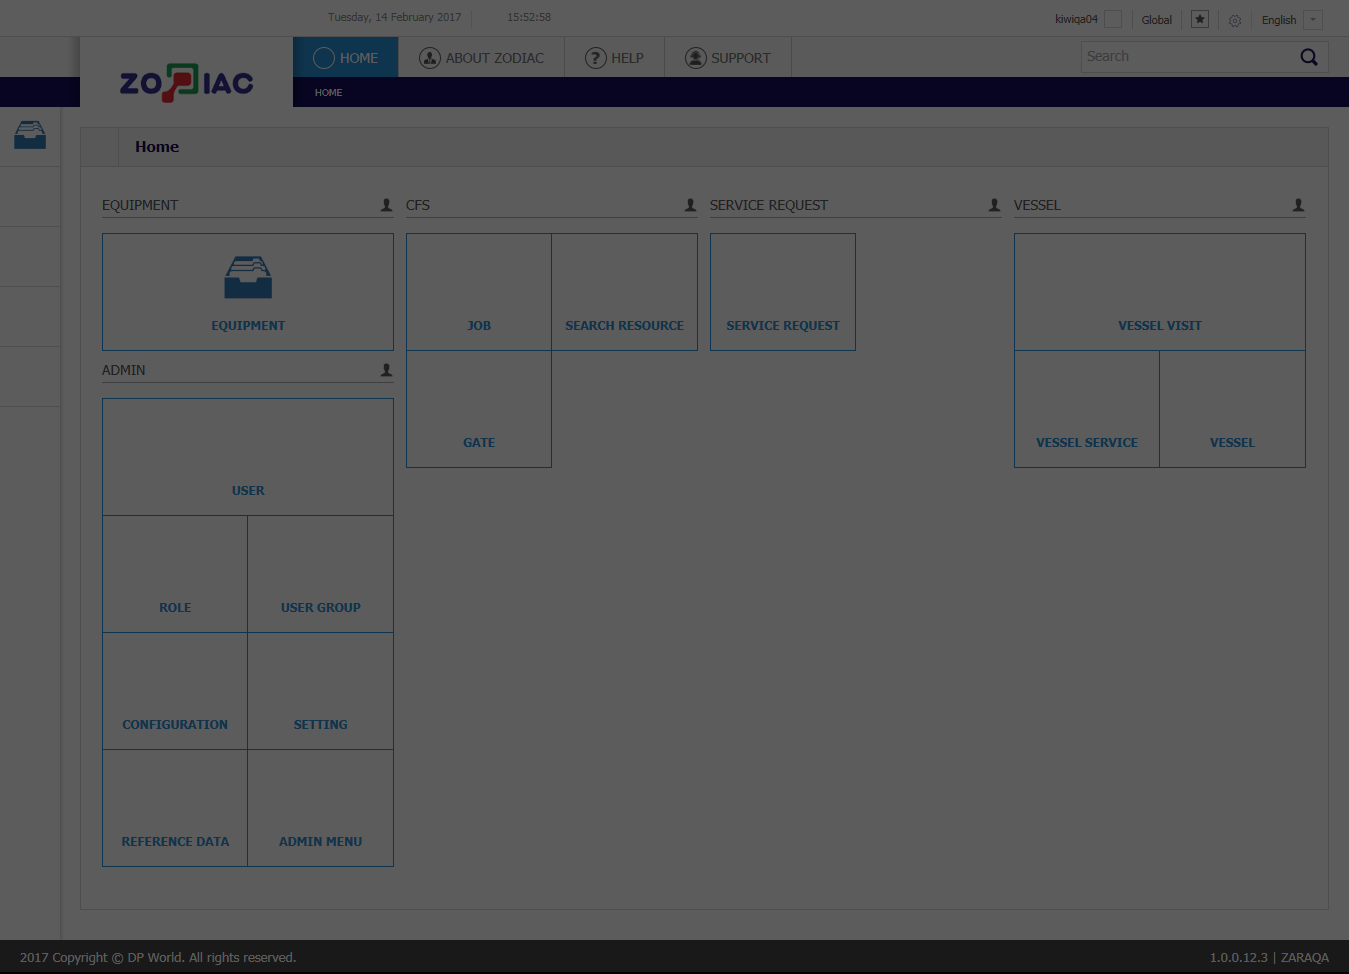 Tuesday, 14 February 2017 15:52:58 kiwiqa04 Global English
ZODIAC
HOME ABOUT ZODIAC ? HELP SUPPORT Search
HOME
Home
EQUIPMENT CFS SERVICE REQUEST VESSEL
EQUIPMENT JOB SEARCH RESOURCE SERVICE REQUEST VESSEL VISIT
ADMIN
GATE VESSEL SERVICE VESSEL
USER
ROLE USER GROUP
CONFIGURATION SETTING
REFERENCE DATA ADMIN MENU
2017 Copyright © DP World. All rights reserved. 1.0.0.12.3 | ZARAQA